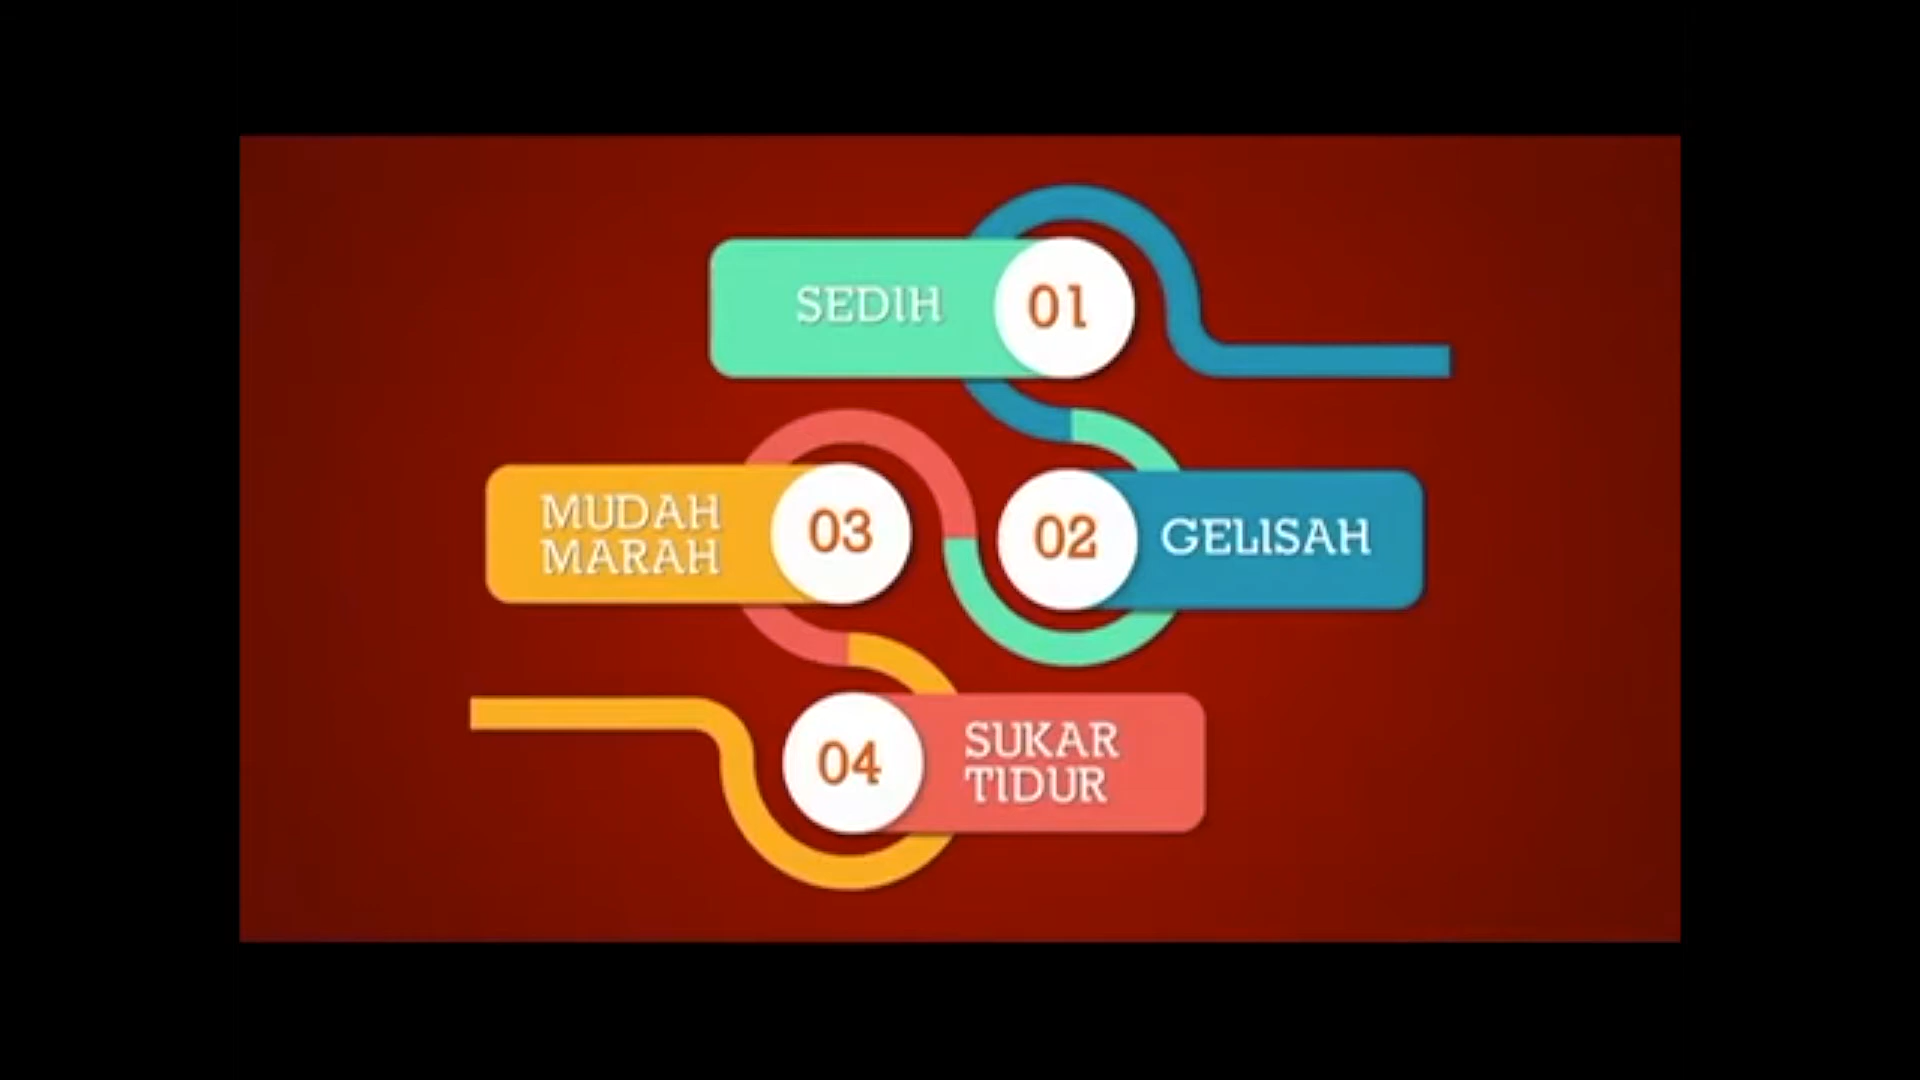 SEDIH
01
02
GELISAH
MUDAH
MARAH
03
04
SUKAR
TIDUR